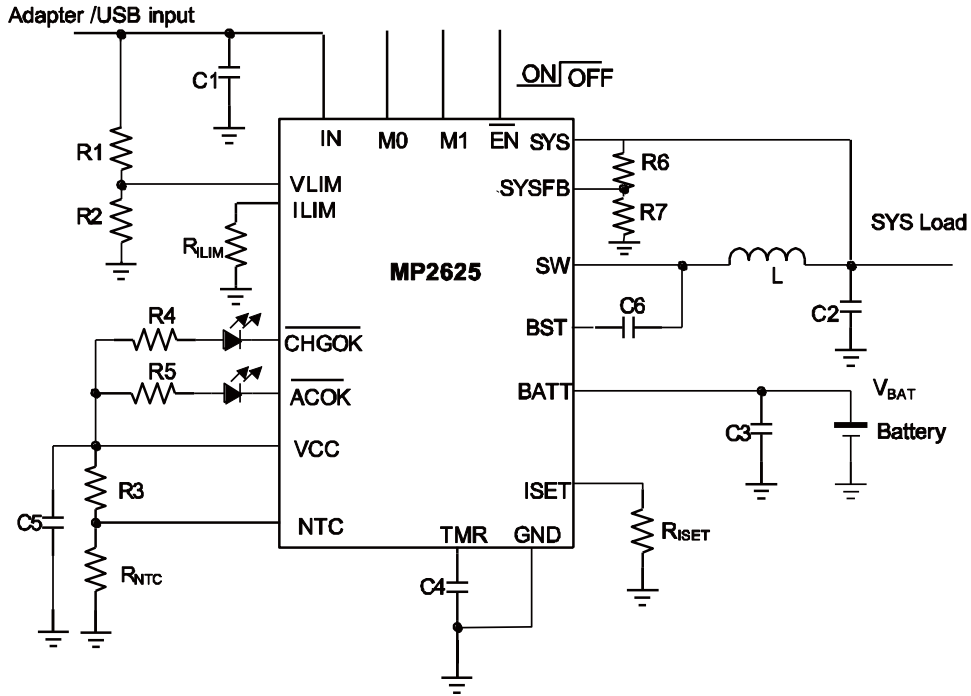 Adapter /USB input
C1
ON OFF
IN M0 M1 EN SYS
R1
R6
VLIM
SYSFB
ILIM
R2
R7
SYS Load
RILIM
MP2625
SW
L
C6
C2
R4
BST
CHGOK
R5
ACOK
BATT
VBAT
C3
Battery
VCC
R3
ISET
C5
NTC
TMR GND
RISET
RNTC
C4